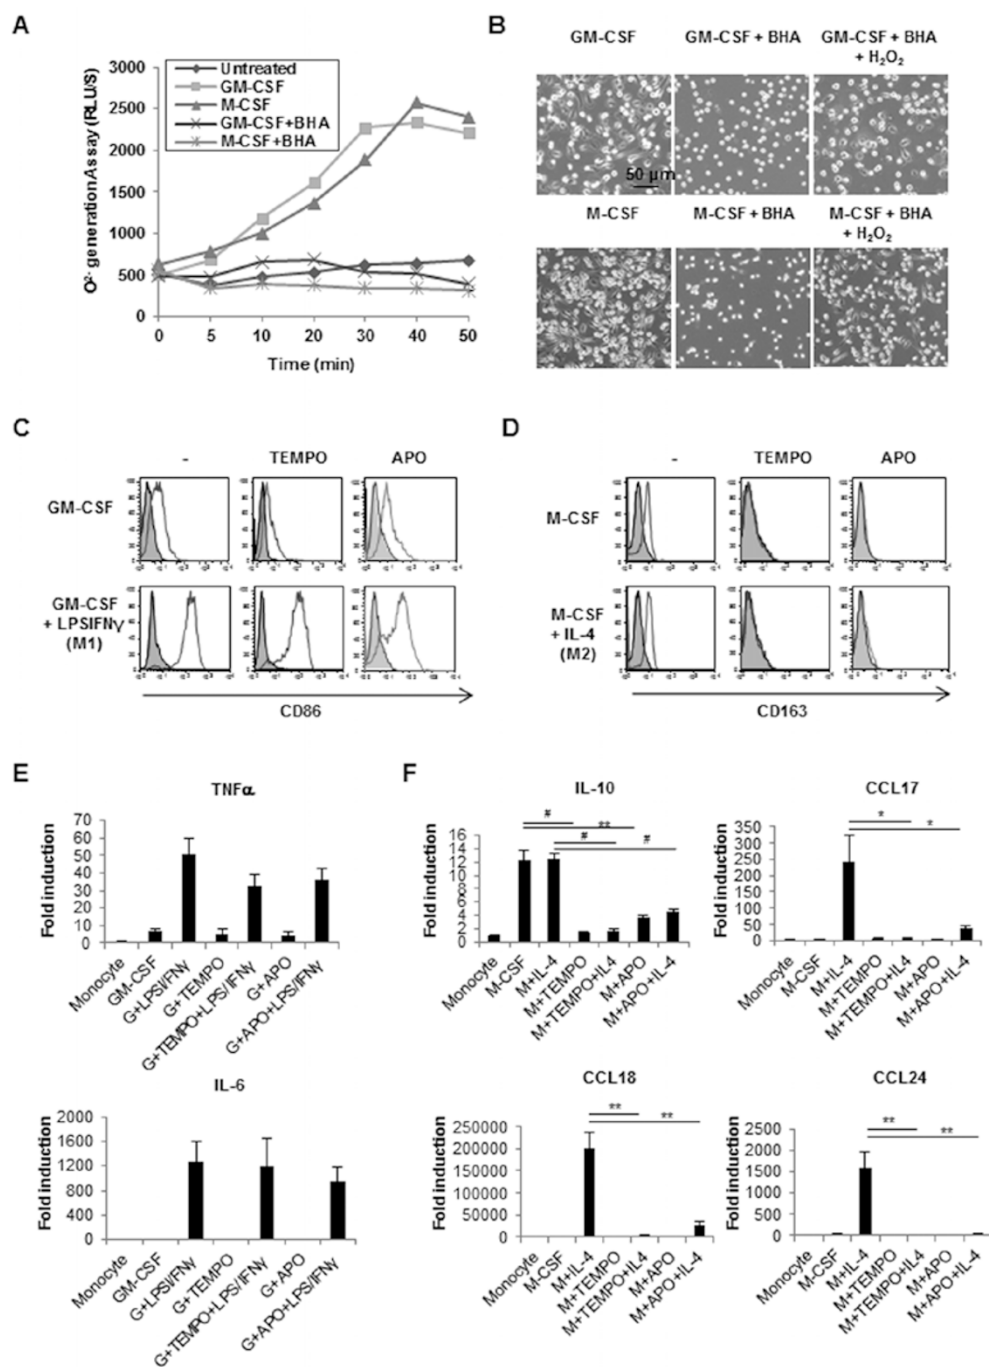 A
O²⁻ generation Assay (RLU/S)
3000
2500
2000
1500
1000
500
0
Untreated
GM-CSF
M-CSF
GM-CSF+BHA
M-CSF+BHA
0 5 10 20 30 40 50
Time (min)
B
GM-CSF GM-CSF + BHA GM-CSF + BHA
+ H₂O₂
50 μm
M-CSF M-CSF + BHA M-CSF + BHA
+ H₂O₂
C
- TEMPO APO
GM-CSF
GM-CSF
+ LPS/IFNγ
(M1)
CD86
D
- TEMPO APO
M-CSF
M-CSF
+ IL-4
(M2)
CD163
E
TNFα
Fold induction
70
60
50
40
30
20
10
0
Monocyte
GM-CSF
G+LPS/IFNγ
G+TEMPO
G+TEMPO+LPS/IFNγ
G+APO
G+APO+LPS/IFNγ
IL-6
Fold induction
2000
1600
1200
800
400
0
Monocyte
GM-CSF
G+LPS/IFNγ
G+TEMPO
G+TEMPO+LPS/IFNγ
G+APO
G+APO+LPS/IFNγ
F
IL-10
Fold induction
16
14
12
10
8
6
4
2
0
#
**
#
#
Monocyte
M-CSF
M+IL-4
M+TEMPO
M+TEMPO+IL4
M+APO
M+APO+IL-4
CCL17
Fold induction
350
300
250
200
150
100
50
0
*
*
Monocyte
M-CSF
M+IL-4
M+TEMPO
M+TEMPO+IL4
M+APO
M+APO+IL-4
CCL18
Fold induction
250000
200000
150000
100000
50000
0
**
**
Monocyte
M-CSF
M+IL-4
M+TEMPO
M+TEMPO+IL4
M+APO
M+APO+IL-4
CCL24
Fold induction
2500
2000
1500
1000
500
0
**
**
Monocyte
M-CSF
M+IL-4
M+TEMPO
M+TEMPO+IL4
M+APO
M+APO+IL-4